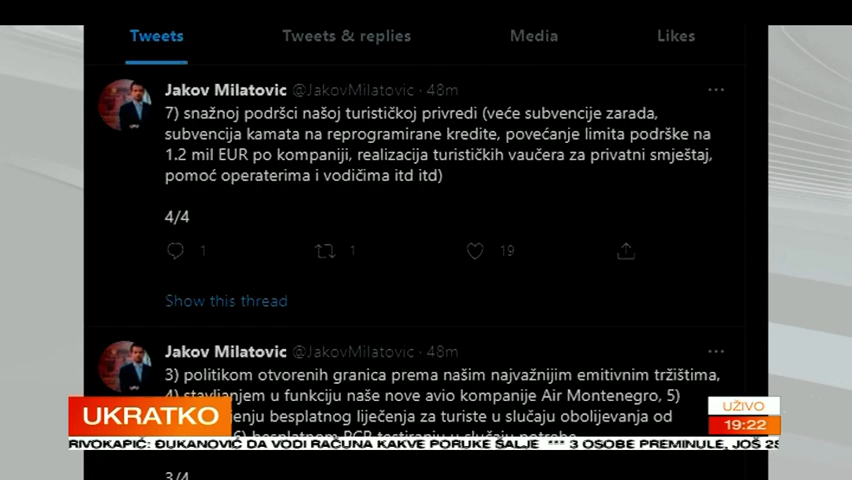 Tweets Tweets & replies Media Likes
Jakov Milatovic @JakovMilatovic · 48m
7) snažnoj podršci našoj turističkoj privredi (veće subvencije zarada,
subvencija kamata na reprogramirane kredite, povećanje limita podrške na
1.2 mil EUR po kompaniji, realizacija turističkih vaučera za privatni smještaj,
pomoć operaterima i vodičima itd itd)
4/4
1 1 19
Show this thread
Jakov Milatovic @JakovMilatovic · 48m
3) politikom otvorenih granica prema našim najvažnijim emitivnim tržištima,
4) stavljanjem u funkciju naše nove avio kompanije Air Montenegro, 5)
besplatnog liječenja za turiste u slučaju obolijevanja od
besplatnom PCR testiranju u slučaju potrebe
UKRATKO
UŽIVO
19:22
RIVOKAPIĆ: ĐUKANOVIĆ DA VODI RAČUNA KAKVE PORUKE ŠALJE *** 3 OSOBE PREMINULE, JOŠ
3/4